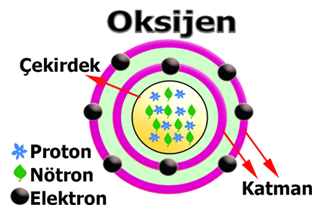 Oksijen
Çekirdek
Proton
Nötron
Elektron
Katman